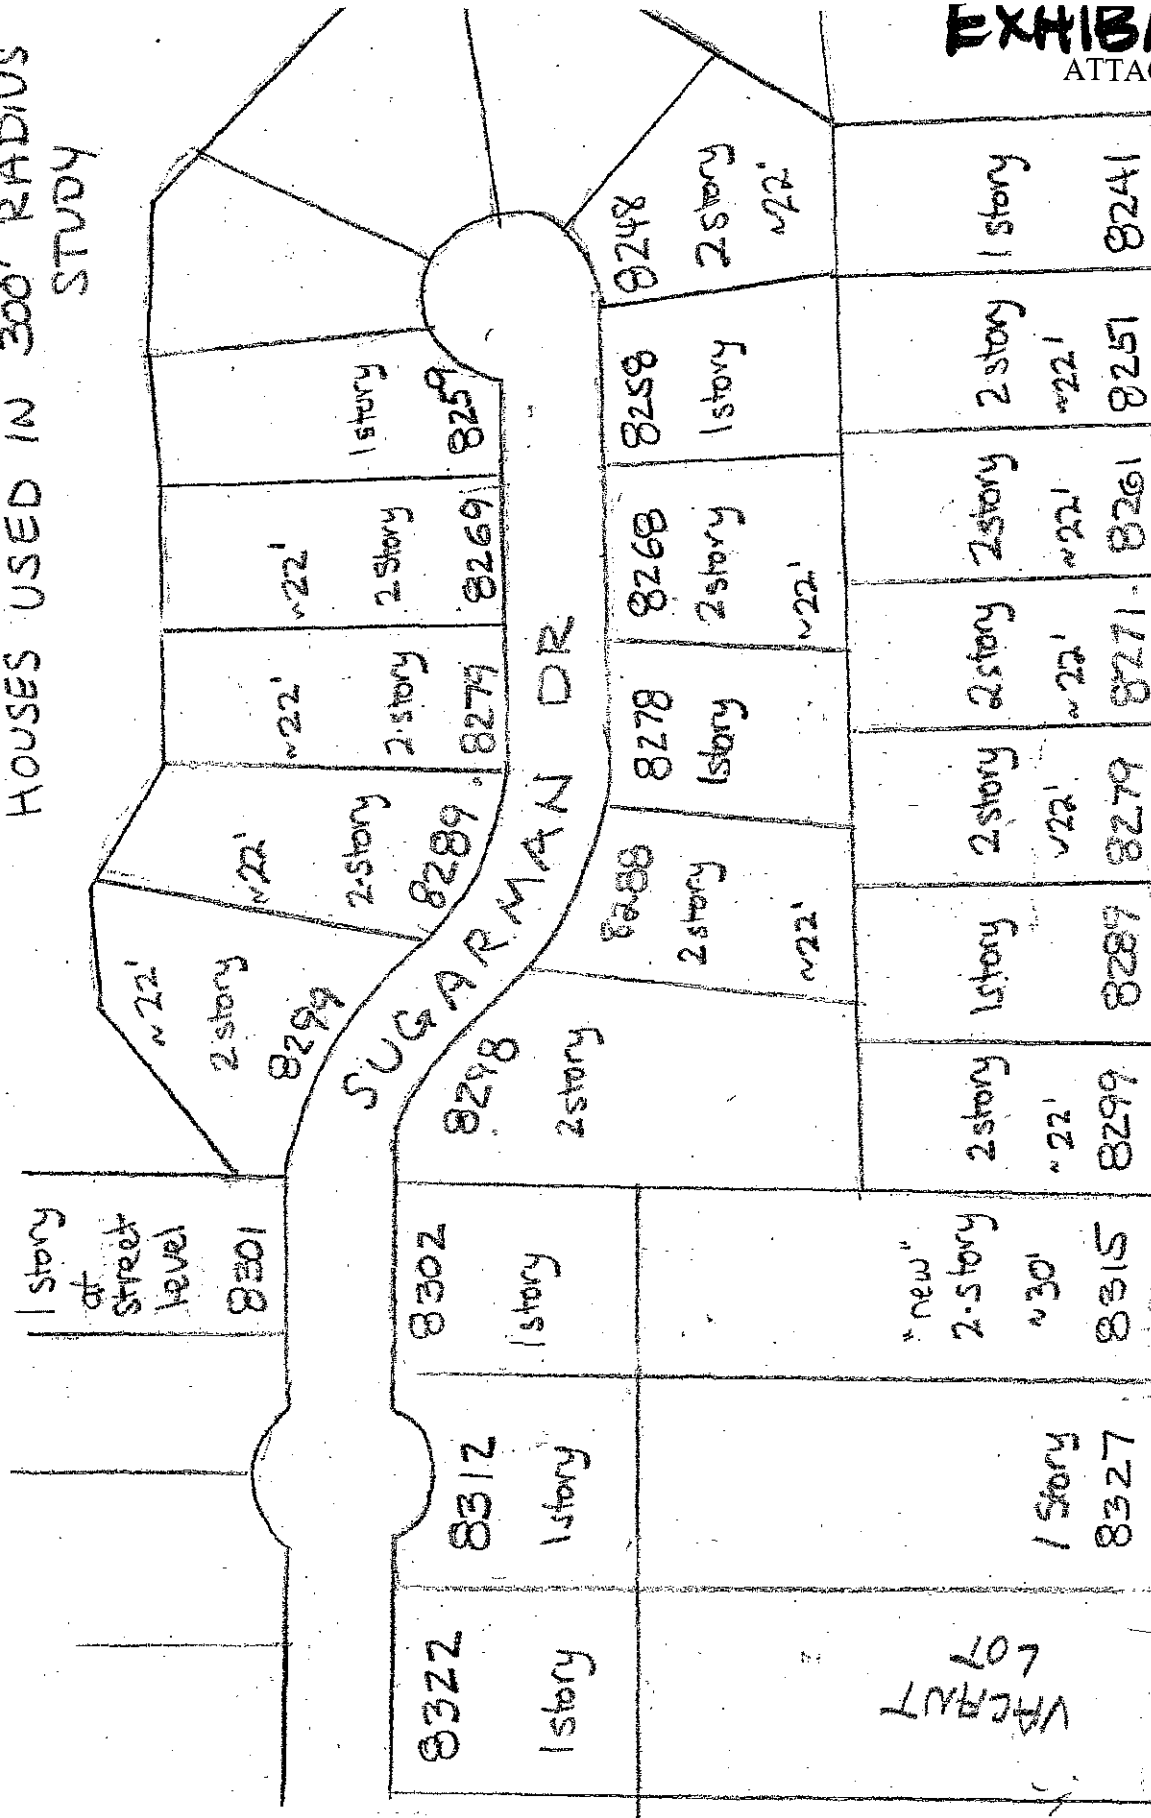 EXHIB
ATTAC
HOUSES USED IN 300' RADIUS
STUDY
1 story
at
street
level
8301
~22'
2 story
8299
~22'
2.story
8289
~22'
2.story
8279
~22'
2 story
8269
1 story
8259
SUGARMAN DR
8322
1 story
8312
1 story
8302
1 story
8298
2 story
8288
2 story
~22'
8278
1 story
8268
2 story
~22'
8258
1 story
8248
2 story
~22'
VACANT
LOT
1 Story
8327
"new"
2.story
~30'
8315
2 story
~22'
8299
1 story
8289
2 story
~22'
8279
2 story
~22'
8271
2 story
~22'
8261
2 story
~22'
8251
1 story
8241